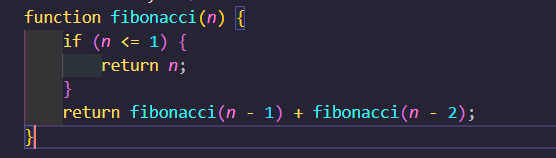 function fibonacci(n) {
    if (n <= 1) {
        return n;
    }
    return fibonacci(n - 1) + fibonacci(n - 2);
}